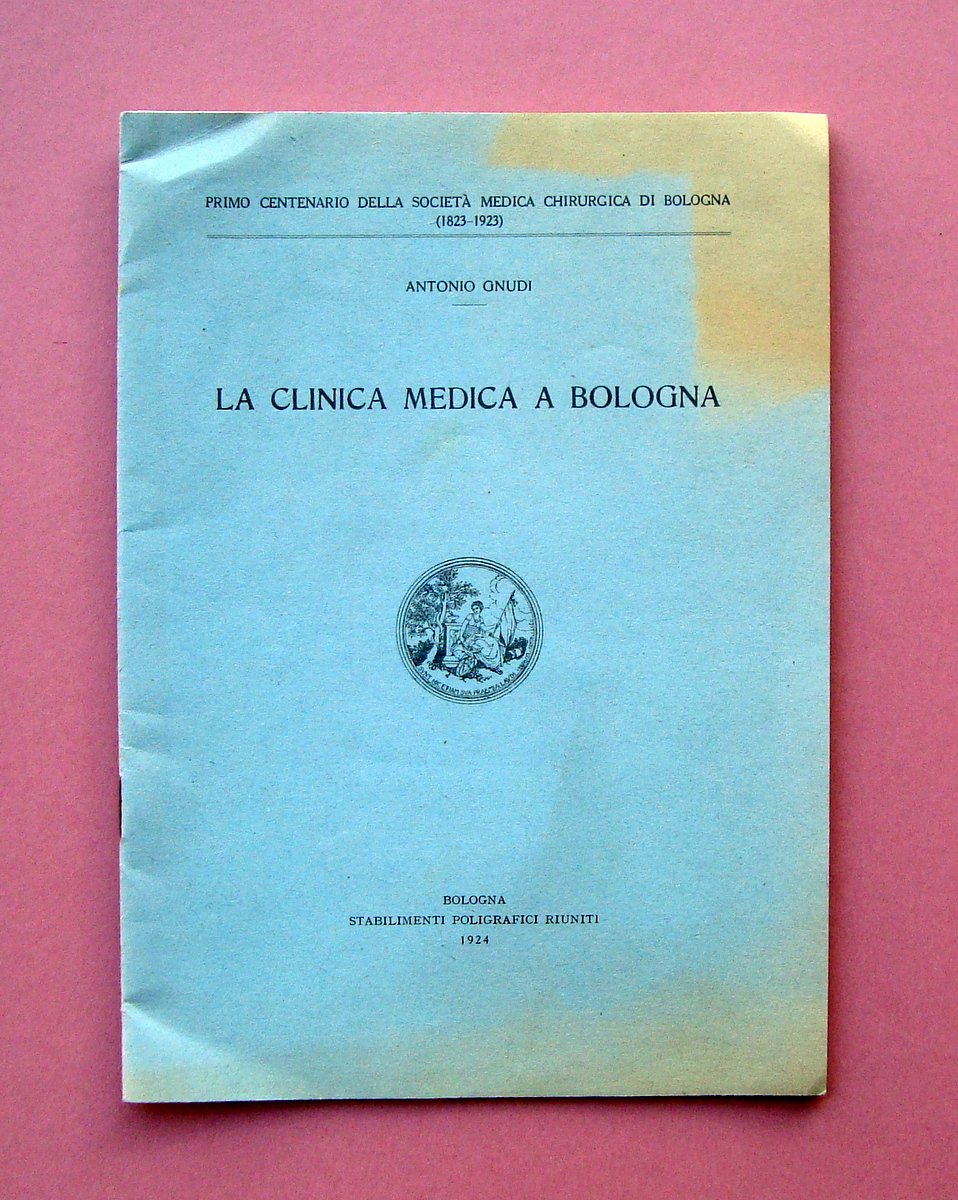 PRIMO CENTENARIO DELLA SOCIETÀ MEDICA CHIRURGICA DI BOLOGNA
(1823-1923)
ANTONIO GNUDI
LA CLINICA MEDICA A BOLOGNA
BOLOGNA
STABILIMENTI POLIGRAFICI RIUNITI
1924